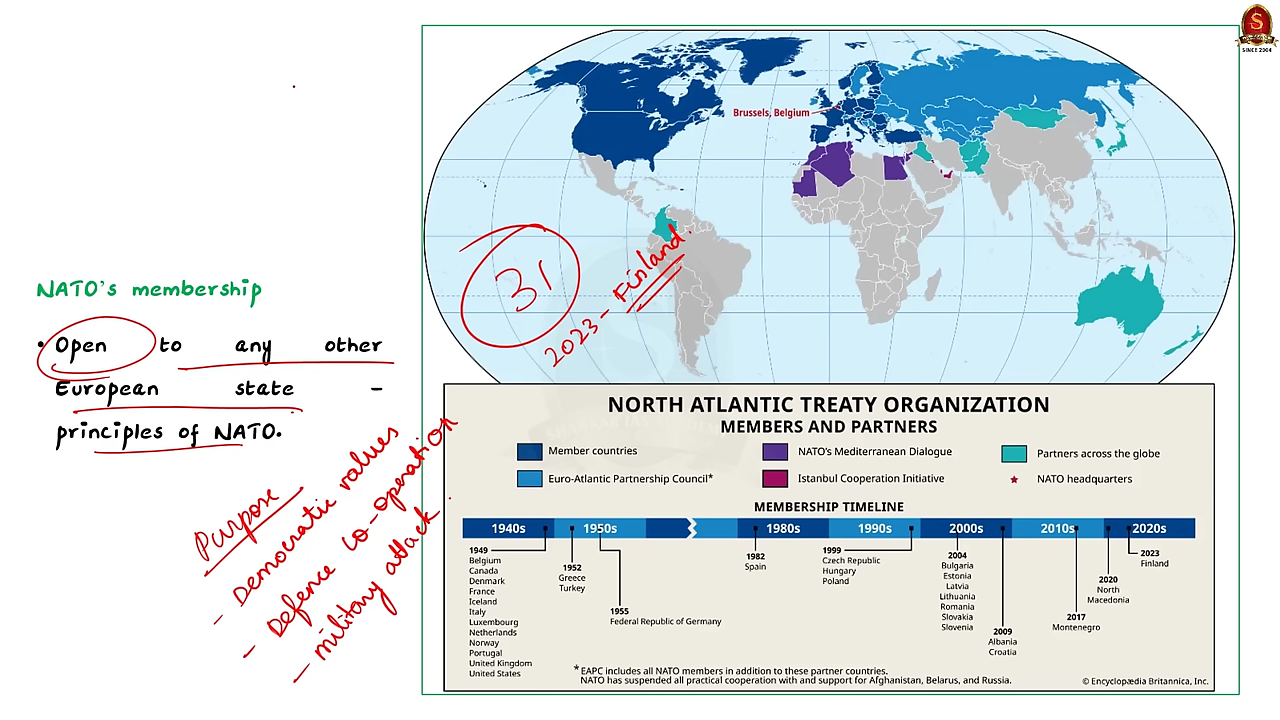 S
SINCE 2004
Brussels, Belgium
31
2023 - Finland
NATO's membership
• Open to any other
European state -
principles of NATO.
Purpose
- Democratic values
- Defence co-operation
- military attack
NORTH ATLANTIC TREATY ORGANIZATION
MEMBERS AND PARTNERS
Member countries
NATO's Mediterranean Dialogue
Partners across the globe
Euro-Atlantic Partnership Council*
Istanbul Cooperation Initiative
NATO headquarters
MEMBERSHIP TIMELINE
1940s 1950s 1980s 1990s 2000s 2010s 2020s
1949
Belgium
Canada
Denmark
France
Iceland
Italy
Luxembourg
Netherlands
Norway
Portugal
United Kingdom
United States
1952
Greece
Turkey
1955
Federal Republic of Germany
1982
Spain
1999
Czech Republic
Hungary
Poland
2004
Bulgaria
Estonia
Latvia
Lithuania
Romania
Slovakia
Slovenia
2009
Albania
Croatia
2017
Montenegro
2020
North
Macedonia
2023
Finland
*EAPC includes all NATO members in addition to these partner countries.
NATO has suspended all practical cooperation with and support for Afghanistan, Belarus, and Russia.
© Encyclopædia Britannica, Inc.